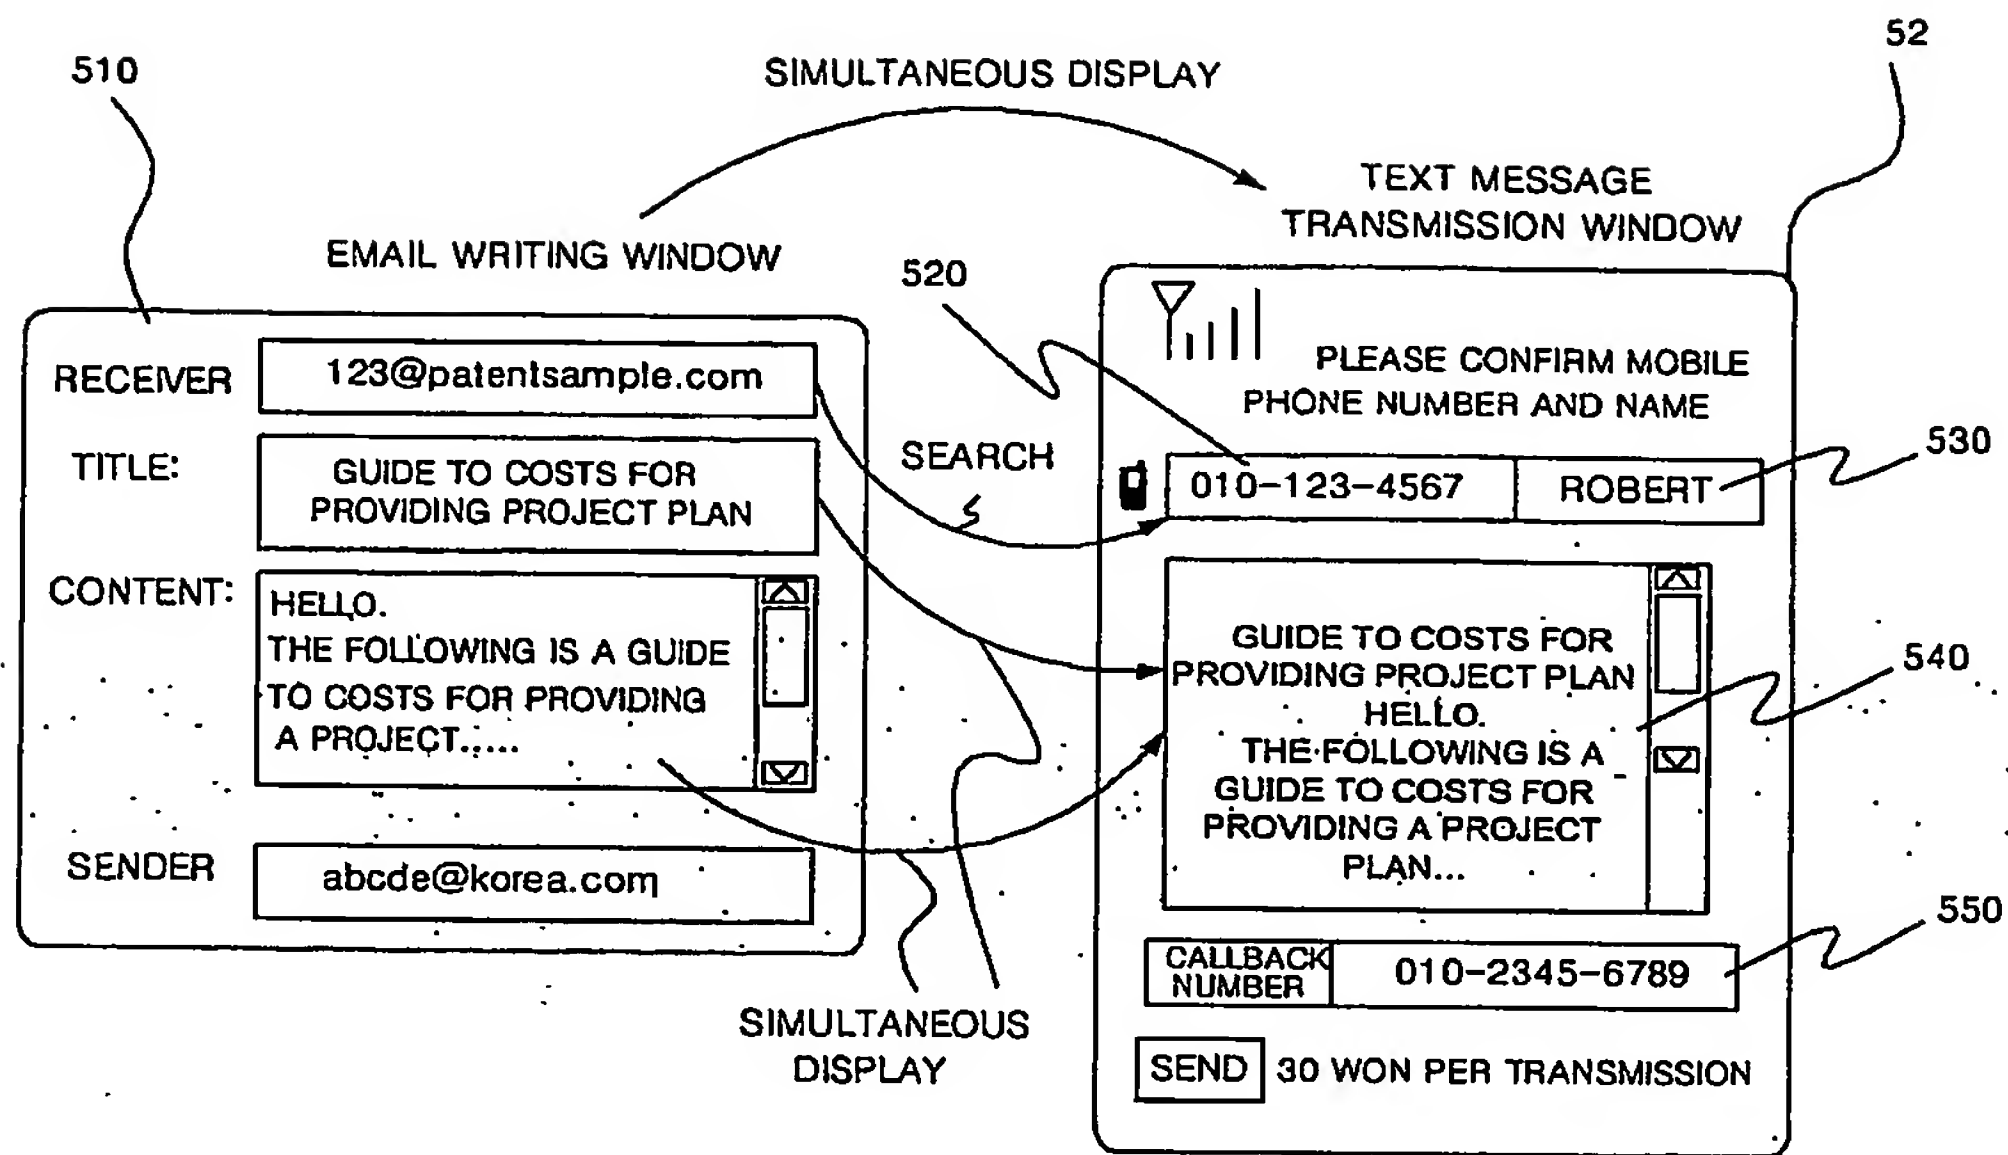 52
510
SIMULTANEOUS DISPLAY
TEXT MESSAGE
TRANSMISSION WINDOW
EMAIL WRITING WINDOW
520
RECEIVER
123@patentsample.com
TITLE:
GUIDE TO COSTS FOR
PROVIDING PROJECT PLAN
CONTENT:
HELLO.
THE FOLLOWING IS A GUIDE
TO COSTS FOR PROVIDING
A PROJECT.....
SENDER
abcde@korea.com
SEARCH
SIMULTANEOUS
DISPLAY
PLEASE CONFIRM MOBILE
PHONE NUMBER AND NAME
010-123-4567
ROBERT
530
GUIDE TO COSTS FOR
PROVIDING PROJECT PLAN
HELLO.
THE FOLLOWING IS A
GUIDE TO COSTS FOR
PROVIDING A PROJECT
PLAN...
540
CALLBACK
NUMBER
010-2345-6789
550
SEND
30 WON PER TRANSMISSION